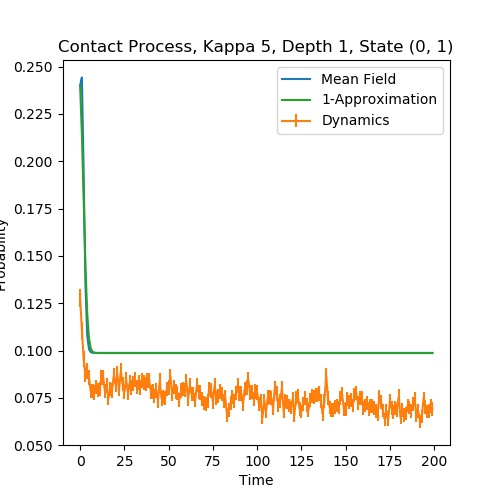 Contact Process, Kappa 5, Depth 1, State (0, 1)
0.250
0.225
0.200
0.175
0.150
0.125
0.100
0.075
0.050
Probability
Mean Field
1-Approximation
Dynamics
0 25 50 75 100 125 150 175 200
Time